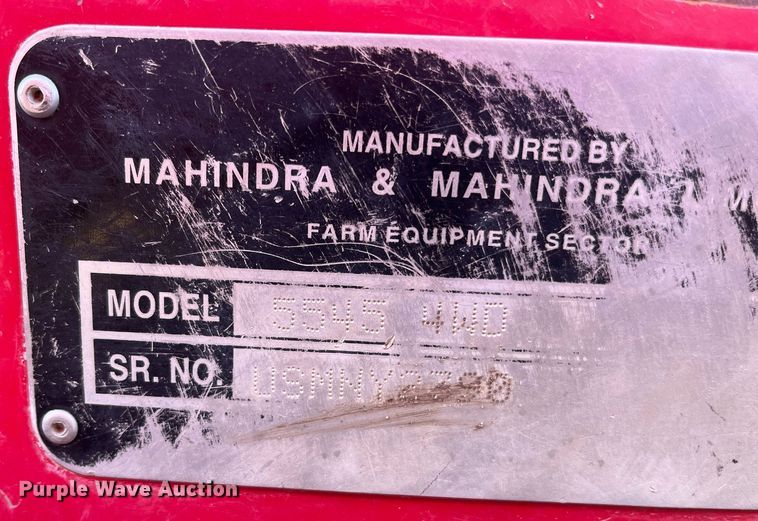 MANUFACTURED BY
MAHINDRA & MAHINDRA
FARM EQUIPMENT SECTOR
MODEL 5545 4WD
SR. NO.
Purple Wave Auction